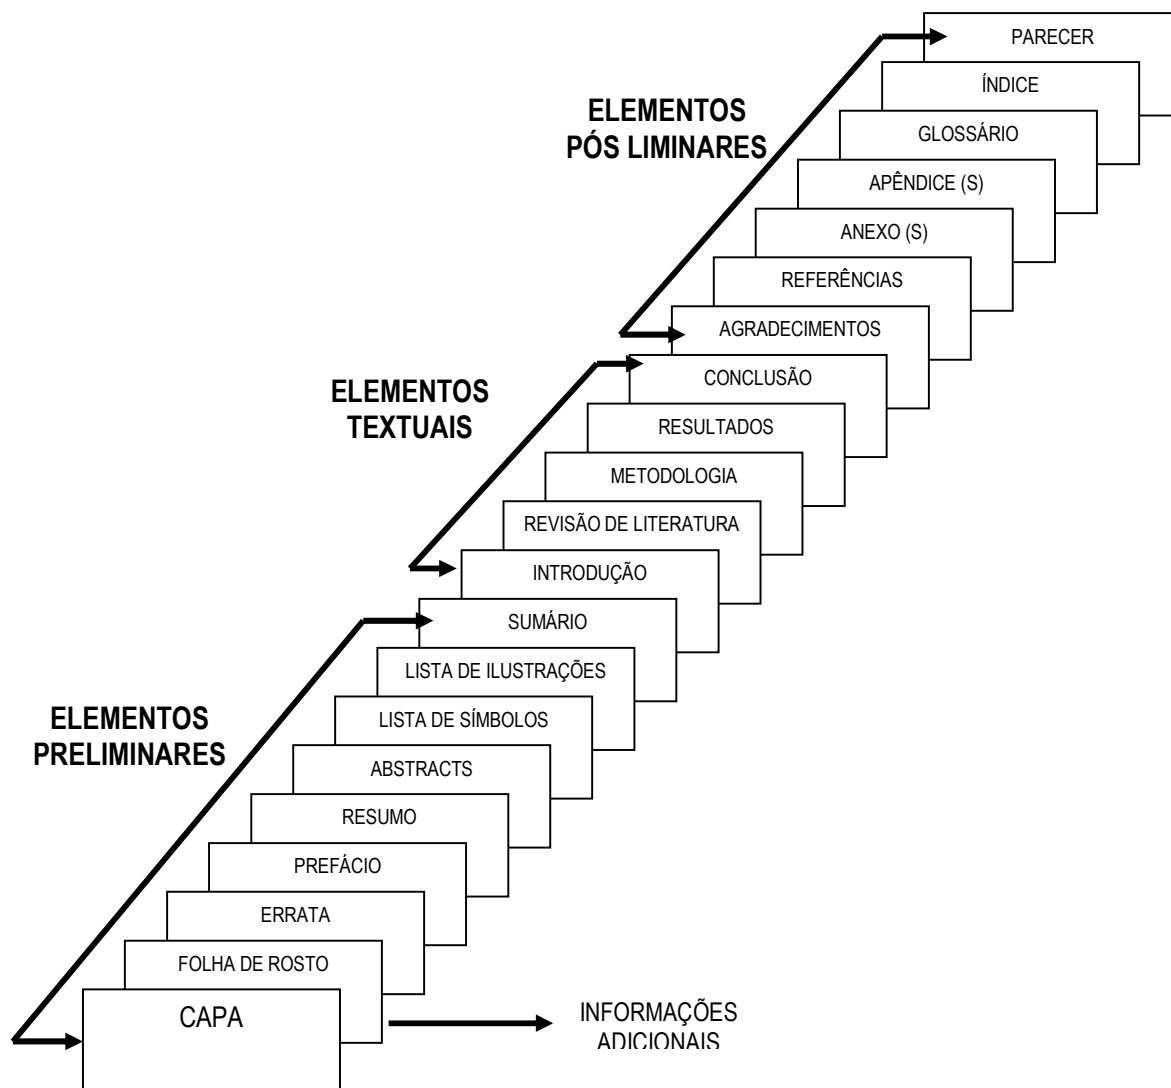 PARECER
ÍNDICE
ELEMENTOS
PÓS LIMINARES
GLOSSÁRIO
APÊNDICE (S)
ANEXO (S)
REFERÊNCIAS
AGRADECIMENTOS
CONCLUSÃO
ELEMENTOS
TEXTUAIS
RESULTADOS
METODOLOGIA
REVISÃO DE LITERATURA
INTRODUÇÃO
SUMÁRIO
LISTA DE ILUSTRAÇÕES
ELEMENTOS
PRELIMINARES
LISTA DE SÍMBOLOS
ABSTRACTS
RESUMO
PREFÁCIO
ERRATA
FOLHA DE ROSTO
CAPA
INFORMAÇÕES
ADICIONAIS